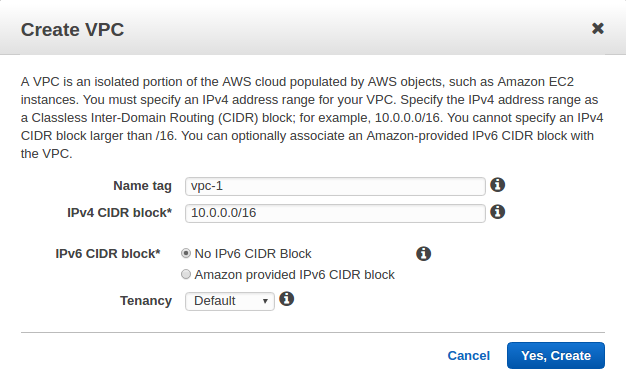 Create VPC
A VPC is an isolated portion of the AWS cloud populated by AWS objects, such as Amazon EC2
instances. You must specify an IPv4 address range for your VPC. Specify the IPv4 address range as
a Classless Inter-Domain Routing (CIDR) block; for example, 10.0.0.0/16. You cannot specify an IPv4
CIDR block larger than /16. You can optionally associate an Amazon-provided IPv6 CIDR block with
the VPC.
Name tag vpc-1
IPv4 CIDR block* 10.0.0.0/16
IPv6 CIDR block* No IPv6 CIDR Block
Amazon provided IPv6 CIDR block
Tenancy Default
Cancel Yes, Create